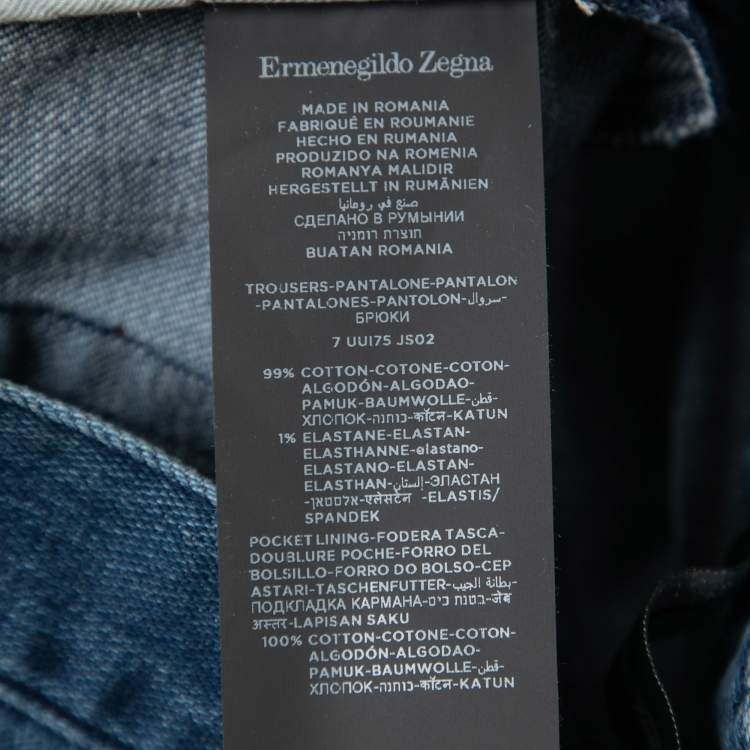 Ermenegildo Zegna
MADE IN ROMANIA
FABRIQUÉ EN ROUMANIE
HECHO EN RUMANIA
PRODUZIDO NA ROMENIA
ROMANYA MALIDIR
HERGESTELLT IN RUMÄNIEN
صنع في رومانيا
СДЕЛАНО В РУМЫНИИ
תוצרת רומניה
BUATAN ROMANIA
TROUSERS-PANTALONE-PANTALON
-PANTALONES-PANTOLON-سروال-
БРЮКИ
7 UUI75 JS02
99% COTTON-COTONE-COTON-
ALGODÓN-ALGODAO-
PAMUK-BAUMWOLLE-قطن-
ХЛОПОК-כותנה-कॉटन-KATUN
1% ELASTANE-ELASTAN-
ELASTHANNE-elastano-
ELASTANO-ELASTAN-
ELASTHAN-إلستان-ЭЛАСТАН
-אלסטאן-एलेसटेन -ELASTIS/
SPANDEK
POCKET LINING-FODERA TASCA-
DOUBLURE POCHE-FORRO DEL
BOLSILLO-FORRO DO BOLSO-CEP
ASTARI-TASCHENFUTTER-بطانة الجيب-
ПОДКЛАДКА КАРМАНА-בטנת כיס-जेब
अस्तर-LAPISAN SAKU
100% COTTON-COTONE-COTON-
ALGODÓN-ALGODAO-
PAMUK-BAUMWOLLE-قطن-
ХЛОПОК-כותנה-कॉटन-KATUN